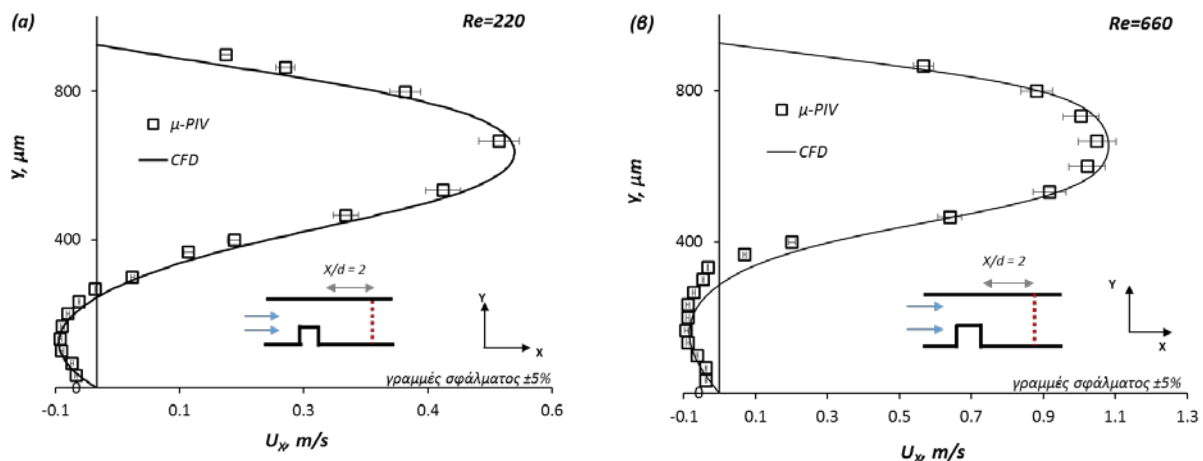 (α)
Re=220
800
μ-PIV
CFD
Y, μm
400
X/d = 2
Y
X
0
γραμμές σφάλματος ±5%
-0.1
0.1
0.3
0.4
0.6
Ux, m/s
(β)
Re=660
800
μ-PIV
CFD
Y, μm
400
X/d = 2
Y
X
0
γραμμές σφάλματος ±5%
-0.1
0.1
0.3
0.5
0.7
0.9
1.1
1.3
Ux, m/s